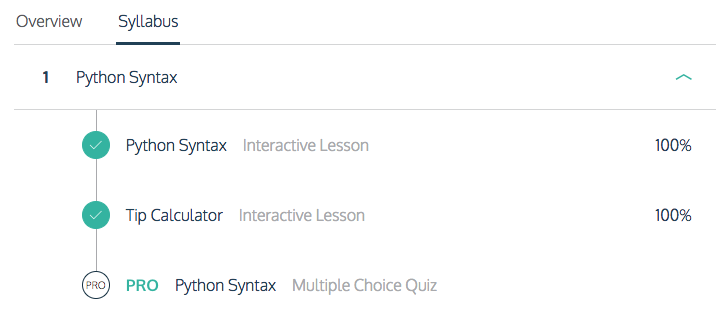 Overview Syllabus
1 Python Syntax
Python Syntax Interactive Lesson 100%
Tip Calculator Interactive Lesson 100%
PRO PRO Python Syntax Multiple Choice Quiz